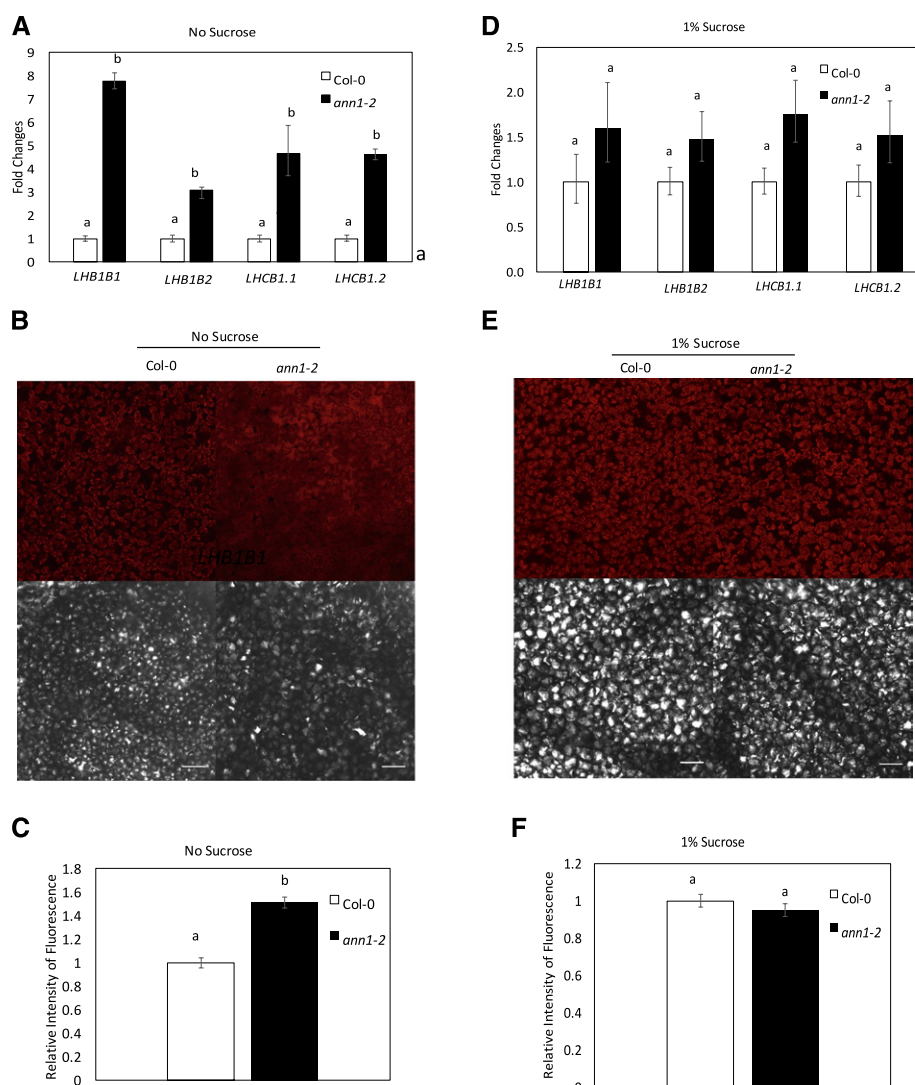 A
No Sucrose
Fold Changes
9
8
7
6
5
4
3
2
1
0
b
b
b
b
a
a
a
a
Col-0
ann1-2
a
LHB1B1
LHB1B2
LHCB1.1
LHCB1.2
D
1% Sucrose
Fold Changes
2.5
2.0
1.5
1.0
0.5
0.0
a
a
a
a
a
a
a
a
Col-0
ann1-2
LHB1B1
LHB1B2
LHCB1.1
LHCB1.2
B
No Sucrose
Col-0
ann1-2
LHB1B1
E
1% Sucrose
Col-0
ann1-2
C
No Sucrose
Relative Intensity of Fluorescence
1.8
1.6
1.4
1.2
1
0.8
0.6
0.4
0.2
0
a
b
Col-0
ann1-2
F
1% Sucrose
Relative Intensity of Fluorescence
1.2
1
0.8
0.6
0.4
0.2
0
a
a
Col-0
ann1-2